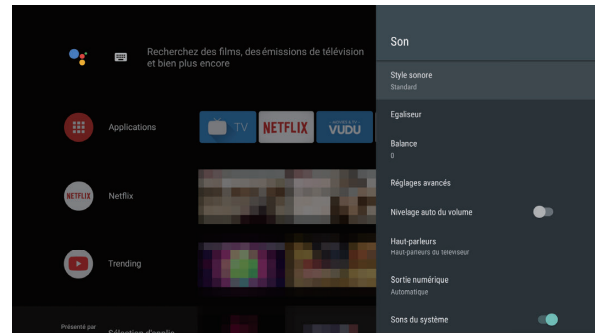 Recherchez des films, des émissions de télévision
et bien plus encore
Applications
TV
NETFLIX
VUDU
NETFLIX
Netflix
Trending
Présenté par
Sélection d'applic
Son
Style sonore
Standard
Egaliseur
Balance
0
Réglages avancés
Nivelage auto du volume
Haut-parleurs
Haut-parleurs du téléviseur
Sortie numérique
Automatique
Sons du système